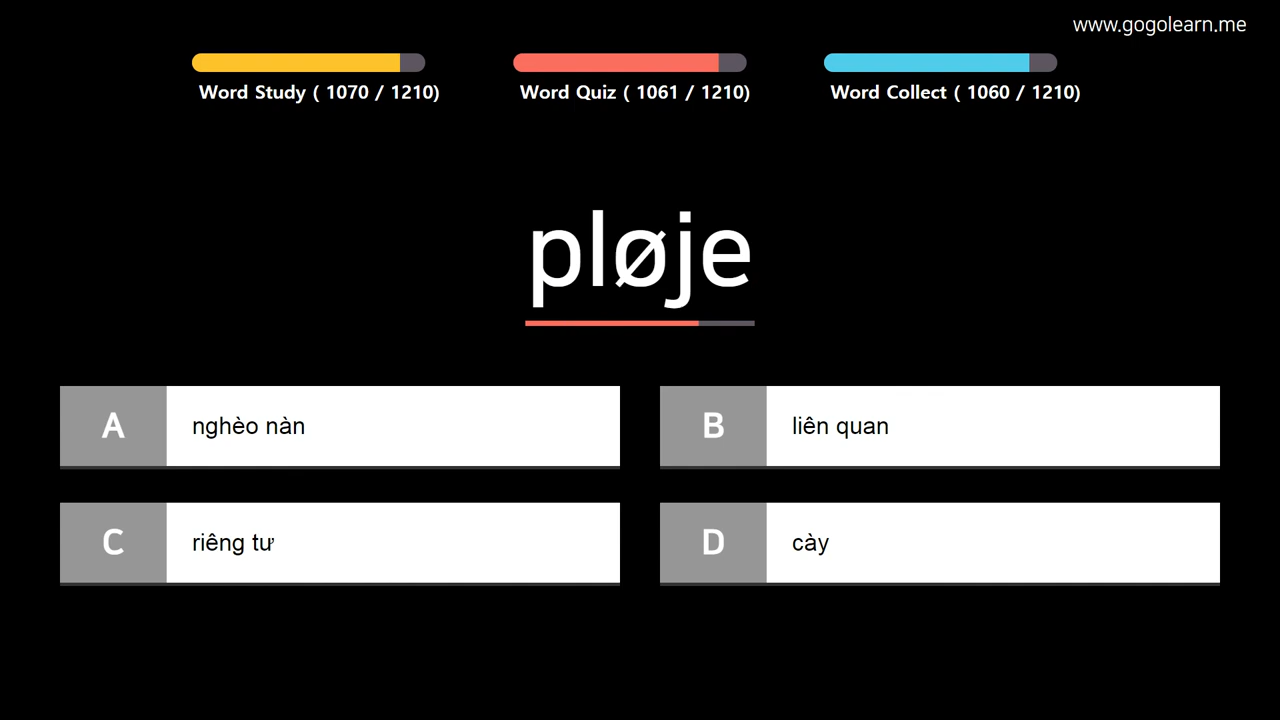 www.gogolearn.me
Word Study ( 1070 / 1210)
Word Quiz ( 1061 / 1210)
Word Collect ( 1060 / 1210)
pløje
A nghèo nàn
B liên quan
C riêng tư
D cày